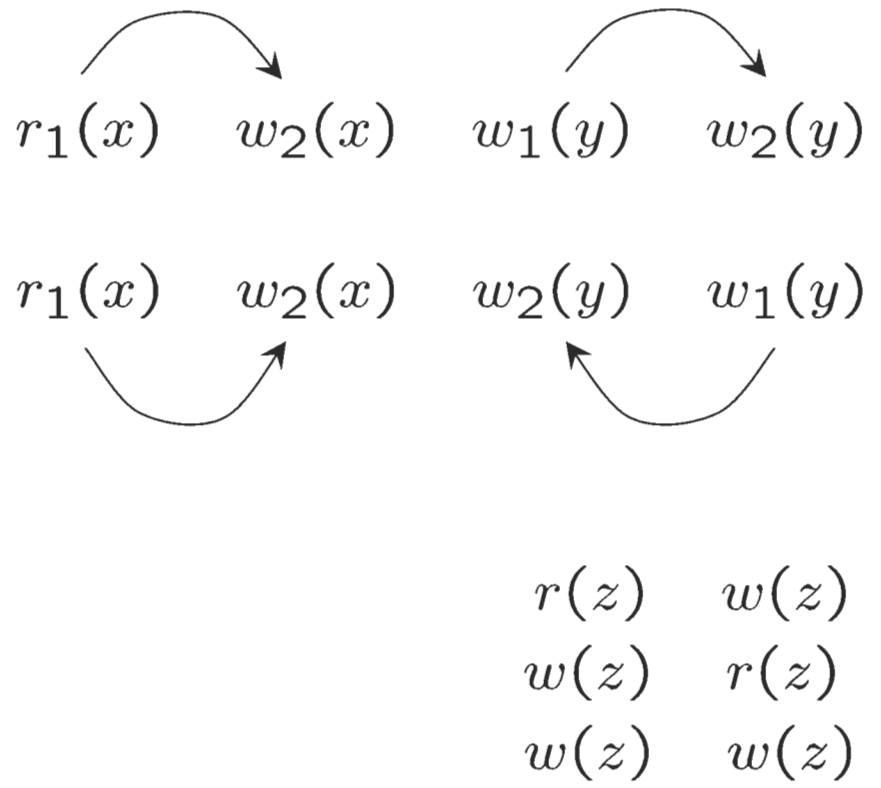 r₁(x) w₂(x) w₁(y) w₂(y)
r₁(x) w₂(x) w₂(y) w₁(y)
r(z) w(z)
w(z) r(z)
w(z) w(z)